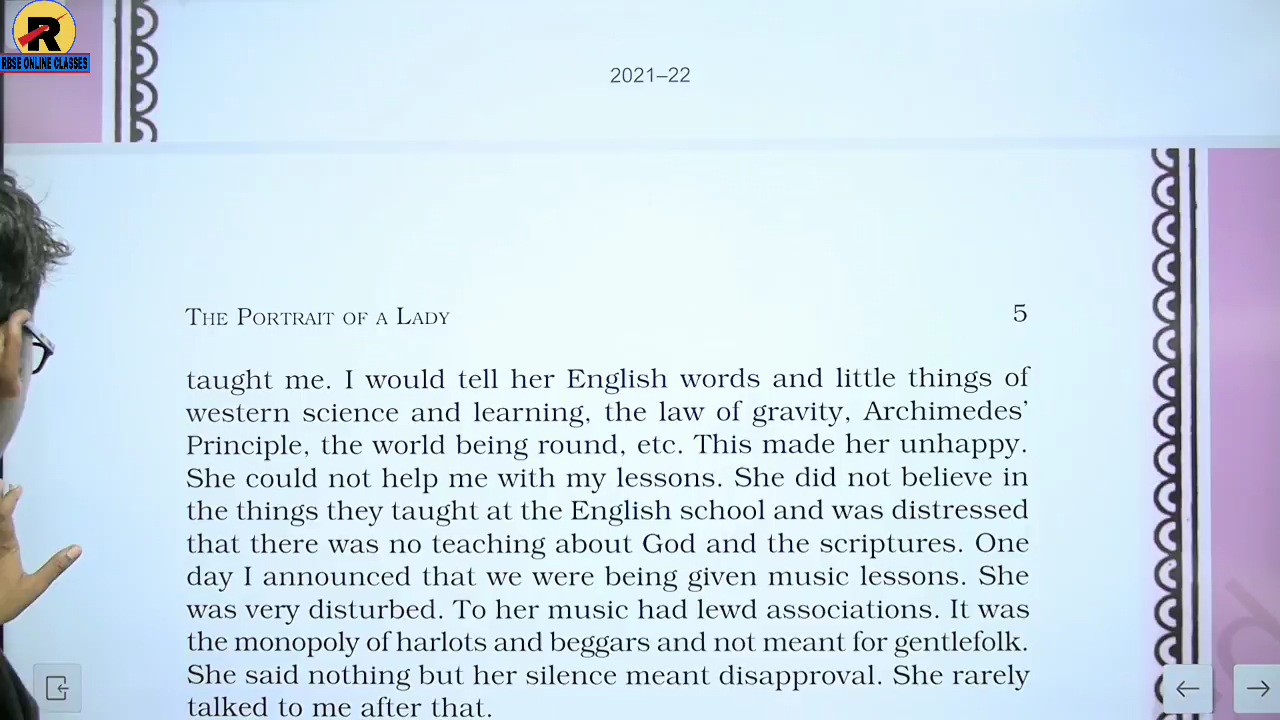 R
RBSE ONLINE CLASSES
2021–22
THE PORTRAIT OF A LADY 5
taught me. I would tell her English words and little things of
western science and learning, the law of gravity, Archimedes’
Principle, the world being round, etc. This made her unhappy.
She could not help me with my lessons. She did not believe in
the things they taught at the English school and was distressed
that there was no teaching about God and the scriptures. One
day I announced that we were being given music lessons. She
was very disturbed. To her music had lewd associations. It was
the monopoly of harlots and beggars and not meant for gentlefolk.
She said nothing but her silence meant disapproval. She rarely
talked to me after that.